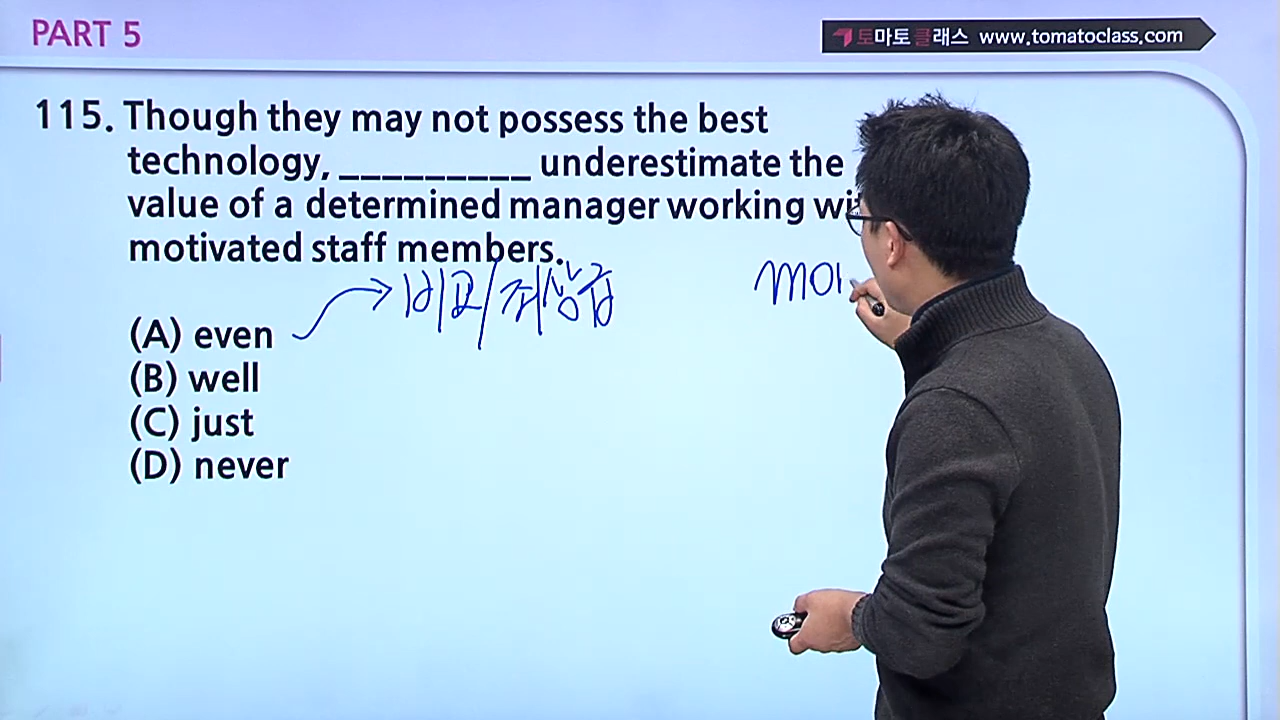 PART 5
토마토 클래스 www.tomatoclass.com
115. Though they may not possess the best
technology, _________ underestimate the
value of a determined manager working wi
motivated staff members.
비교/최상급
mor
(A) even
(B) well
(C) just
(D) never